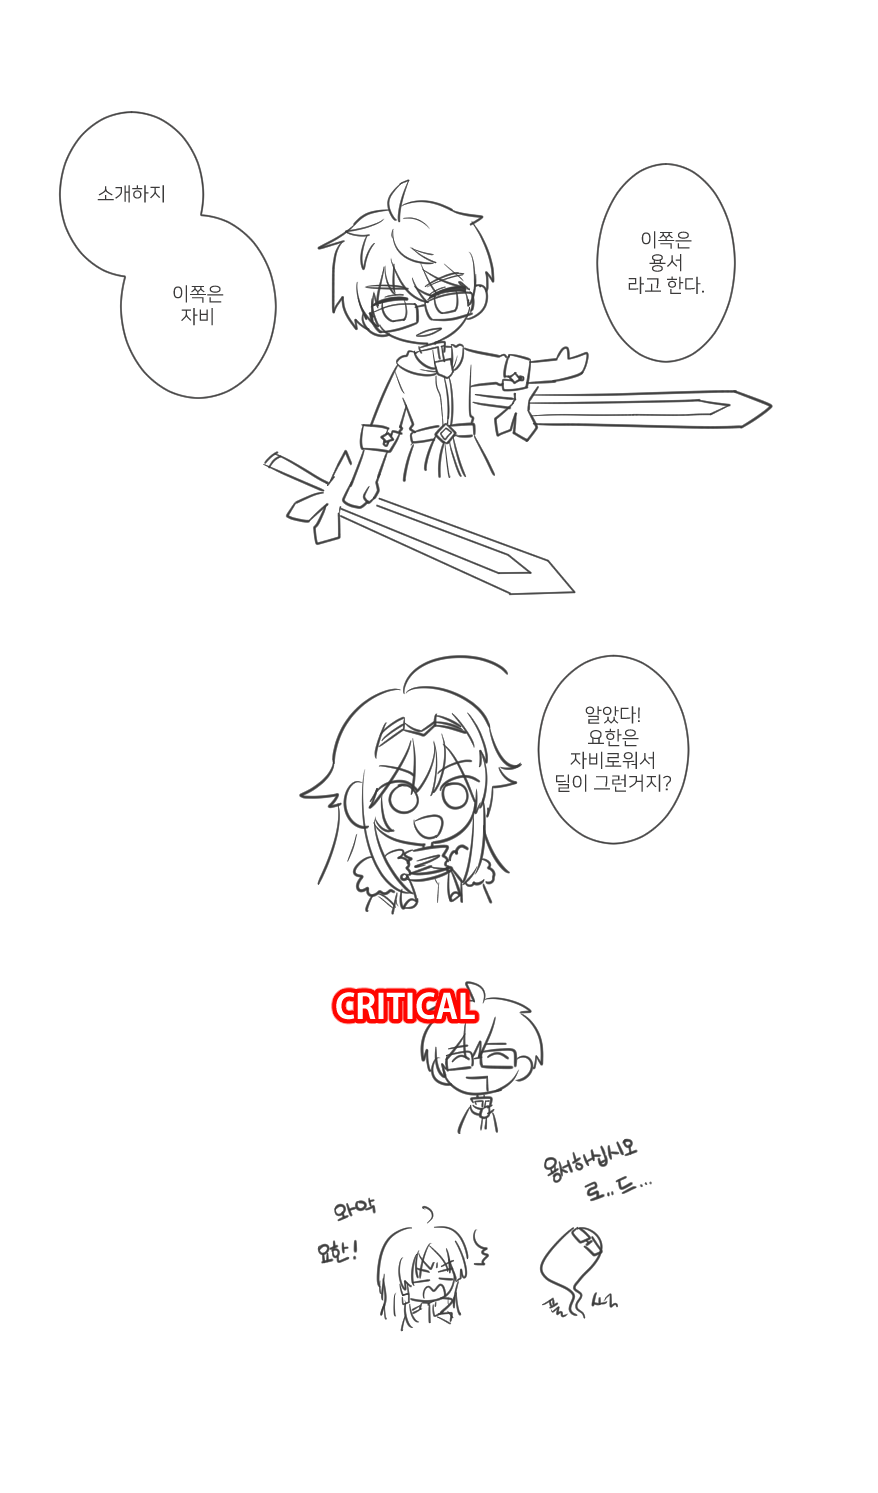 소개하지
이쪽은
자비
이쪽은
용서
라고 한다.
알았다!
요한은
자비로워서
딜이 그런거지?
CRITICAL
용서하십시오
로..드...
와악
요한!
풀썩